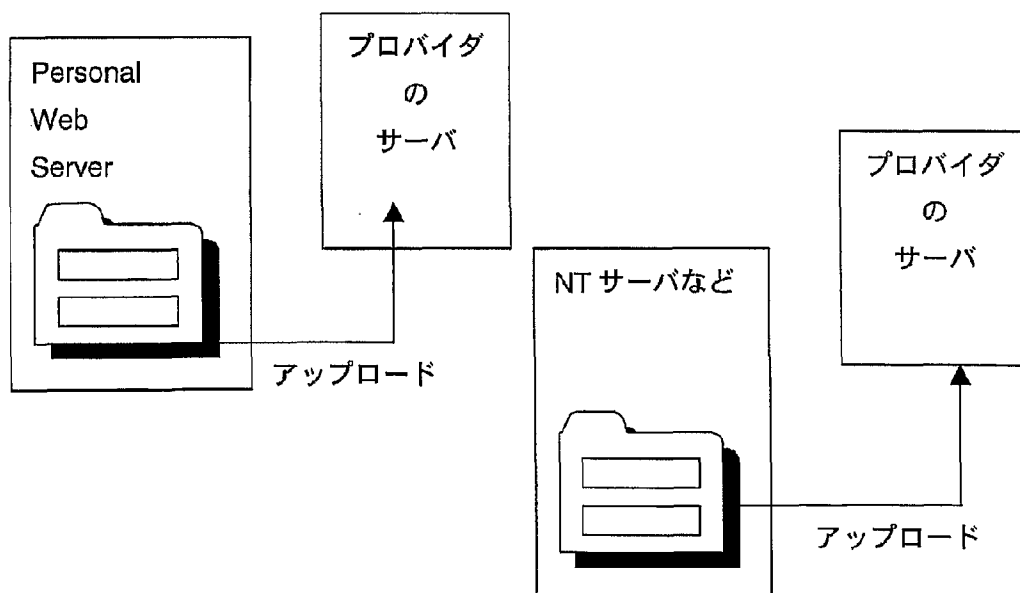 Personal
Web
Server
プロバイダ
の
サーバ
アップロード
NT サーバなど
プロバイダ
の
サーバ
アップロード